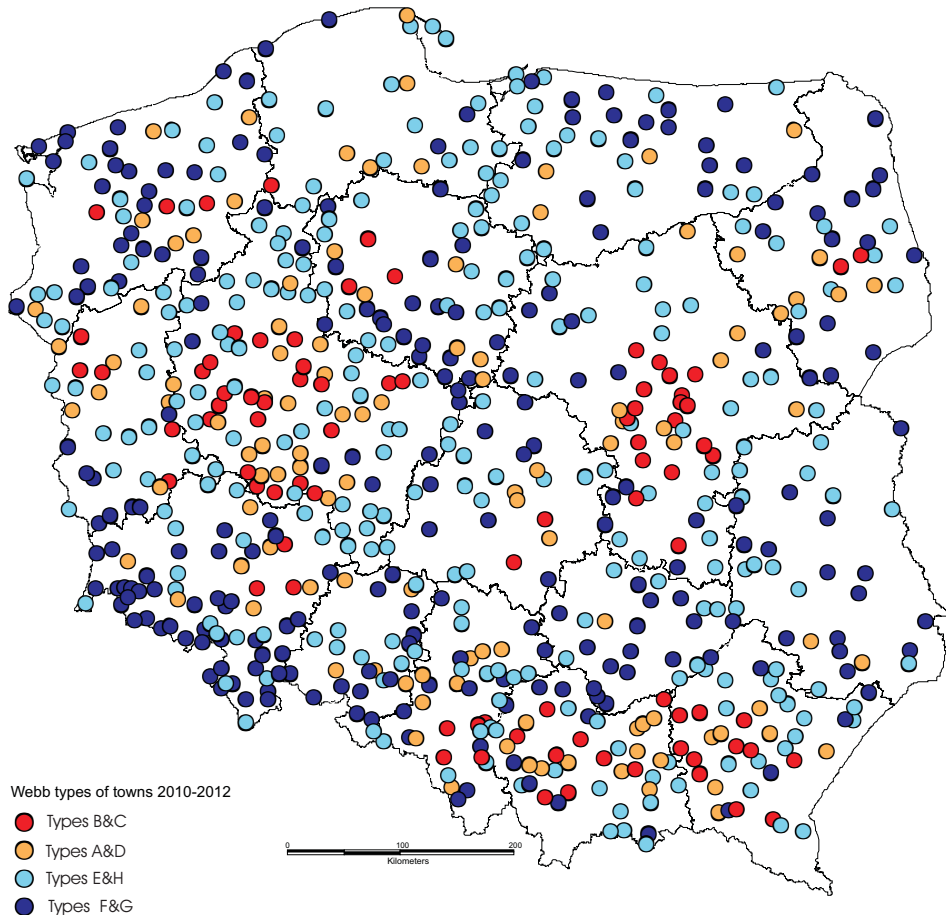 Webb types of towns 2010-2012
Types B&C
Types A&D
Types E&H
Types F&G
0 100 200
Kilometers